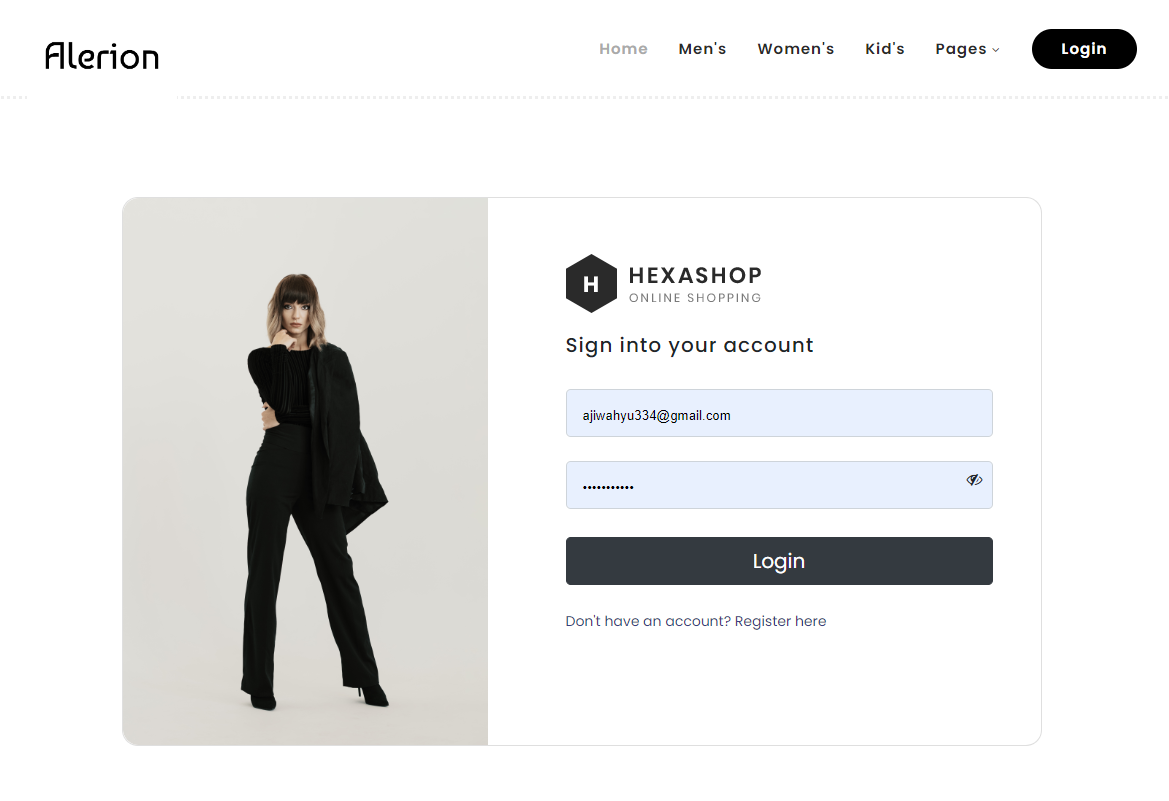 Alerion
Home Men's Women's Kid's Pages Login
H HEXASHOP
ONLINE SHOPPING
Sign into your account
ajiwahyu334@gmail.com
•••••••••••
Login
Don't have an account? Register here